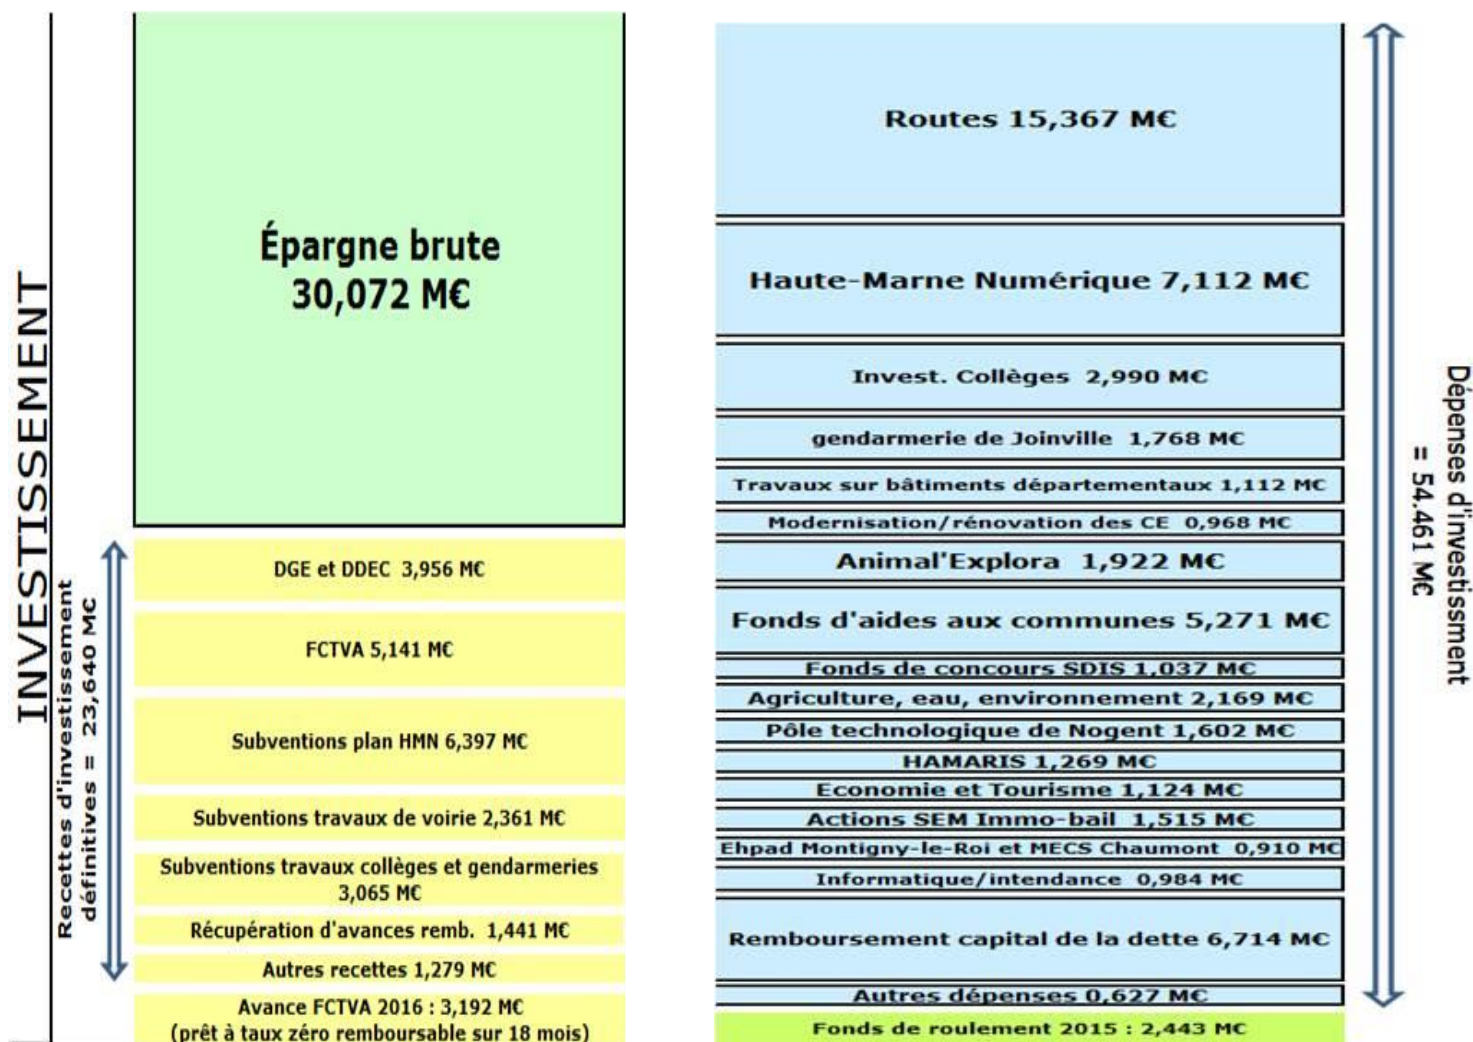 INVESTISSEMENT
Recettes d'investissement
définitives = 23,640 M€
Épargne brute
30,072 M€
DGE et DDEC 3,956 M€
FCTVA 5,141 M€
Subventions plan HMN 6,397 M€
Subventions travaux de voirie 2,361 M€
Subventions travaux collèges et gendarmeries
3,065 M€
Récupération d'avances remb. 1,441 M€
Autres recettes 1,279 M€
Avance FCTVA 2016 : 3,192 M€
(prêt à taux zéro remboursable sur 18 mois)
Routes 15,367 M€
Haute-Marne Numérique 7,112 M€
Invest. Collèges 2,990 M€
gendarmerie de Joinville 1,768 M€
Travaux sur bâtiments départementaux 1,112 M€
Modernisation/rénovation des CE 0,968 M€
Animal'Explora 1,922 M€
Fonds d'aides aux communes 5,271 M€
Fonds de concours SDIS 1,037 M€
Agriculture, eau, environnement 2,169 M€
Pôle technologique de Nogent 1,602 M€
HAMARIS 1,269 M€
Economie et Tourisme 1,124 M€
Actions SEM Immo-bail 1,515 M€
Ehpad Montigny-le-Roi et MECS Chaumont 0,910 M€
Informatique/intendance 0,984 M€
Remboursement capital de la dette 6,714 M€
Autres dépenses 0,627 M€
Fonds de roulement 2015 : 2,443 M€
Dépenses d'investissment
= 54.461 M€